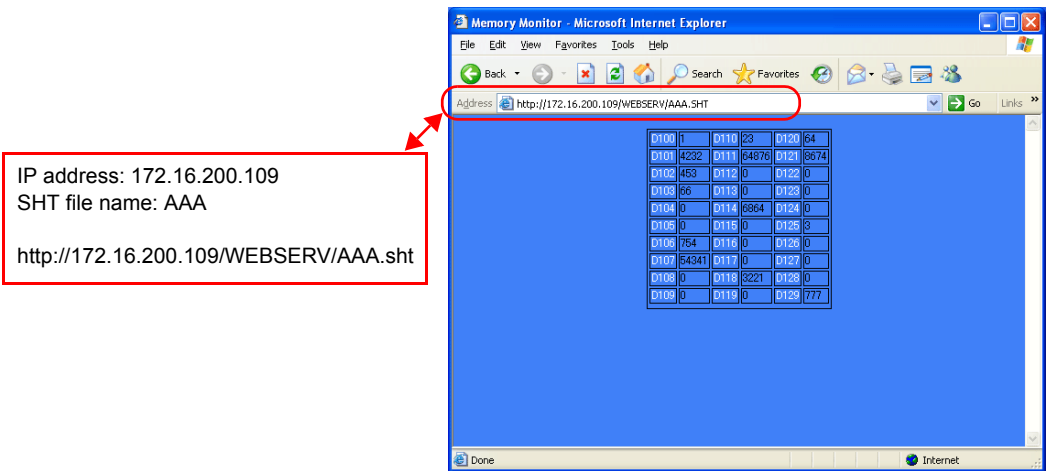 Memory Monitor - Microsoft Internet Explorer
File Edit View Favorites Tools Help
Back Search Favorites
Address http://172.16.200.109/WEBSERV/AAA.SHT Go Links »
IP address: 172.16.200.109
SHT file name: AAA
http://172.16.200.109/WEBSERV/AAA.sht
D100 1 D110 23 D120 64
D101 4232 D111 64876 D121 8674
D102 453 D112 0 D122 0
D103 66 D113 0 D123 0
D104 0 D114 6864 D124 0
D105 0 D115 0 D125 3
D106 754 D116 0 D126 0
D107 54341 D117 0 D127 0
D108 0 D118 3221 D128 0
D109 0 D119 0 D129 777
Done Internet